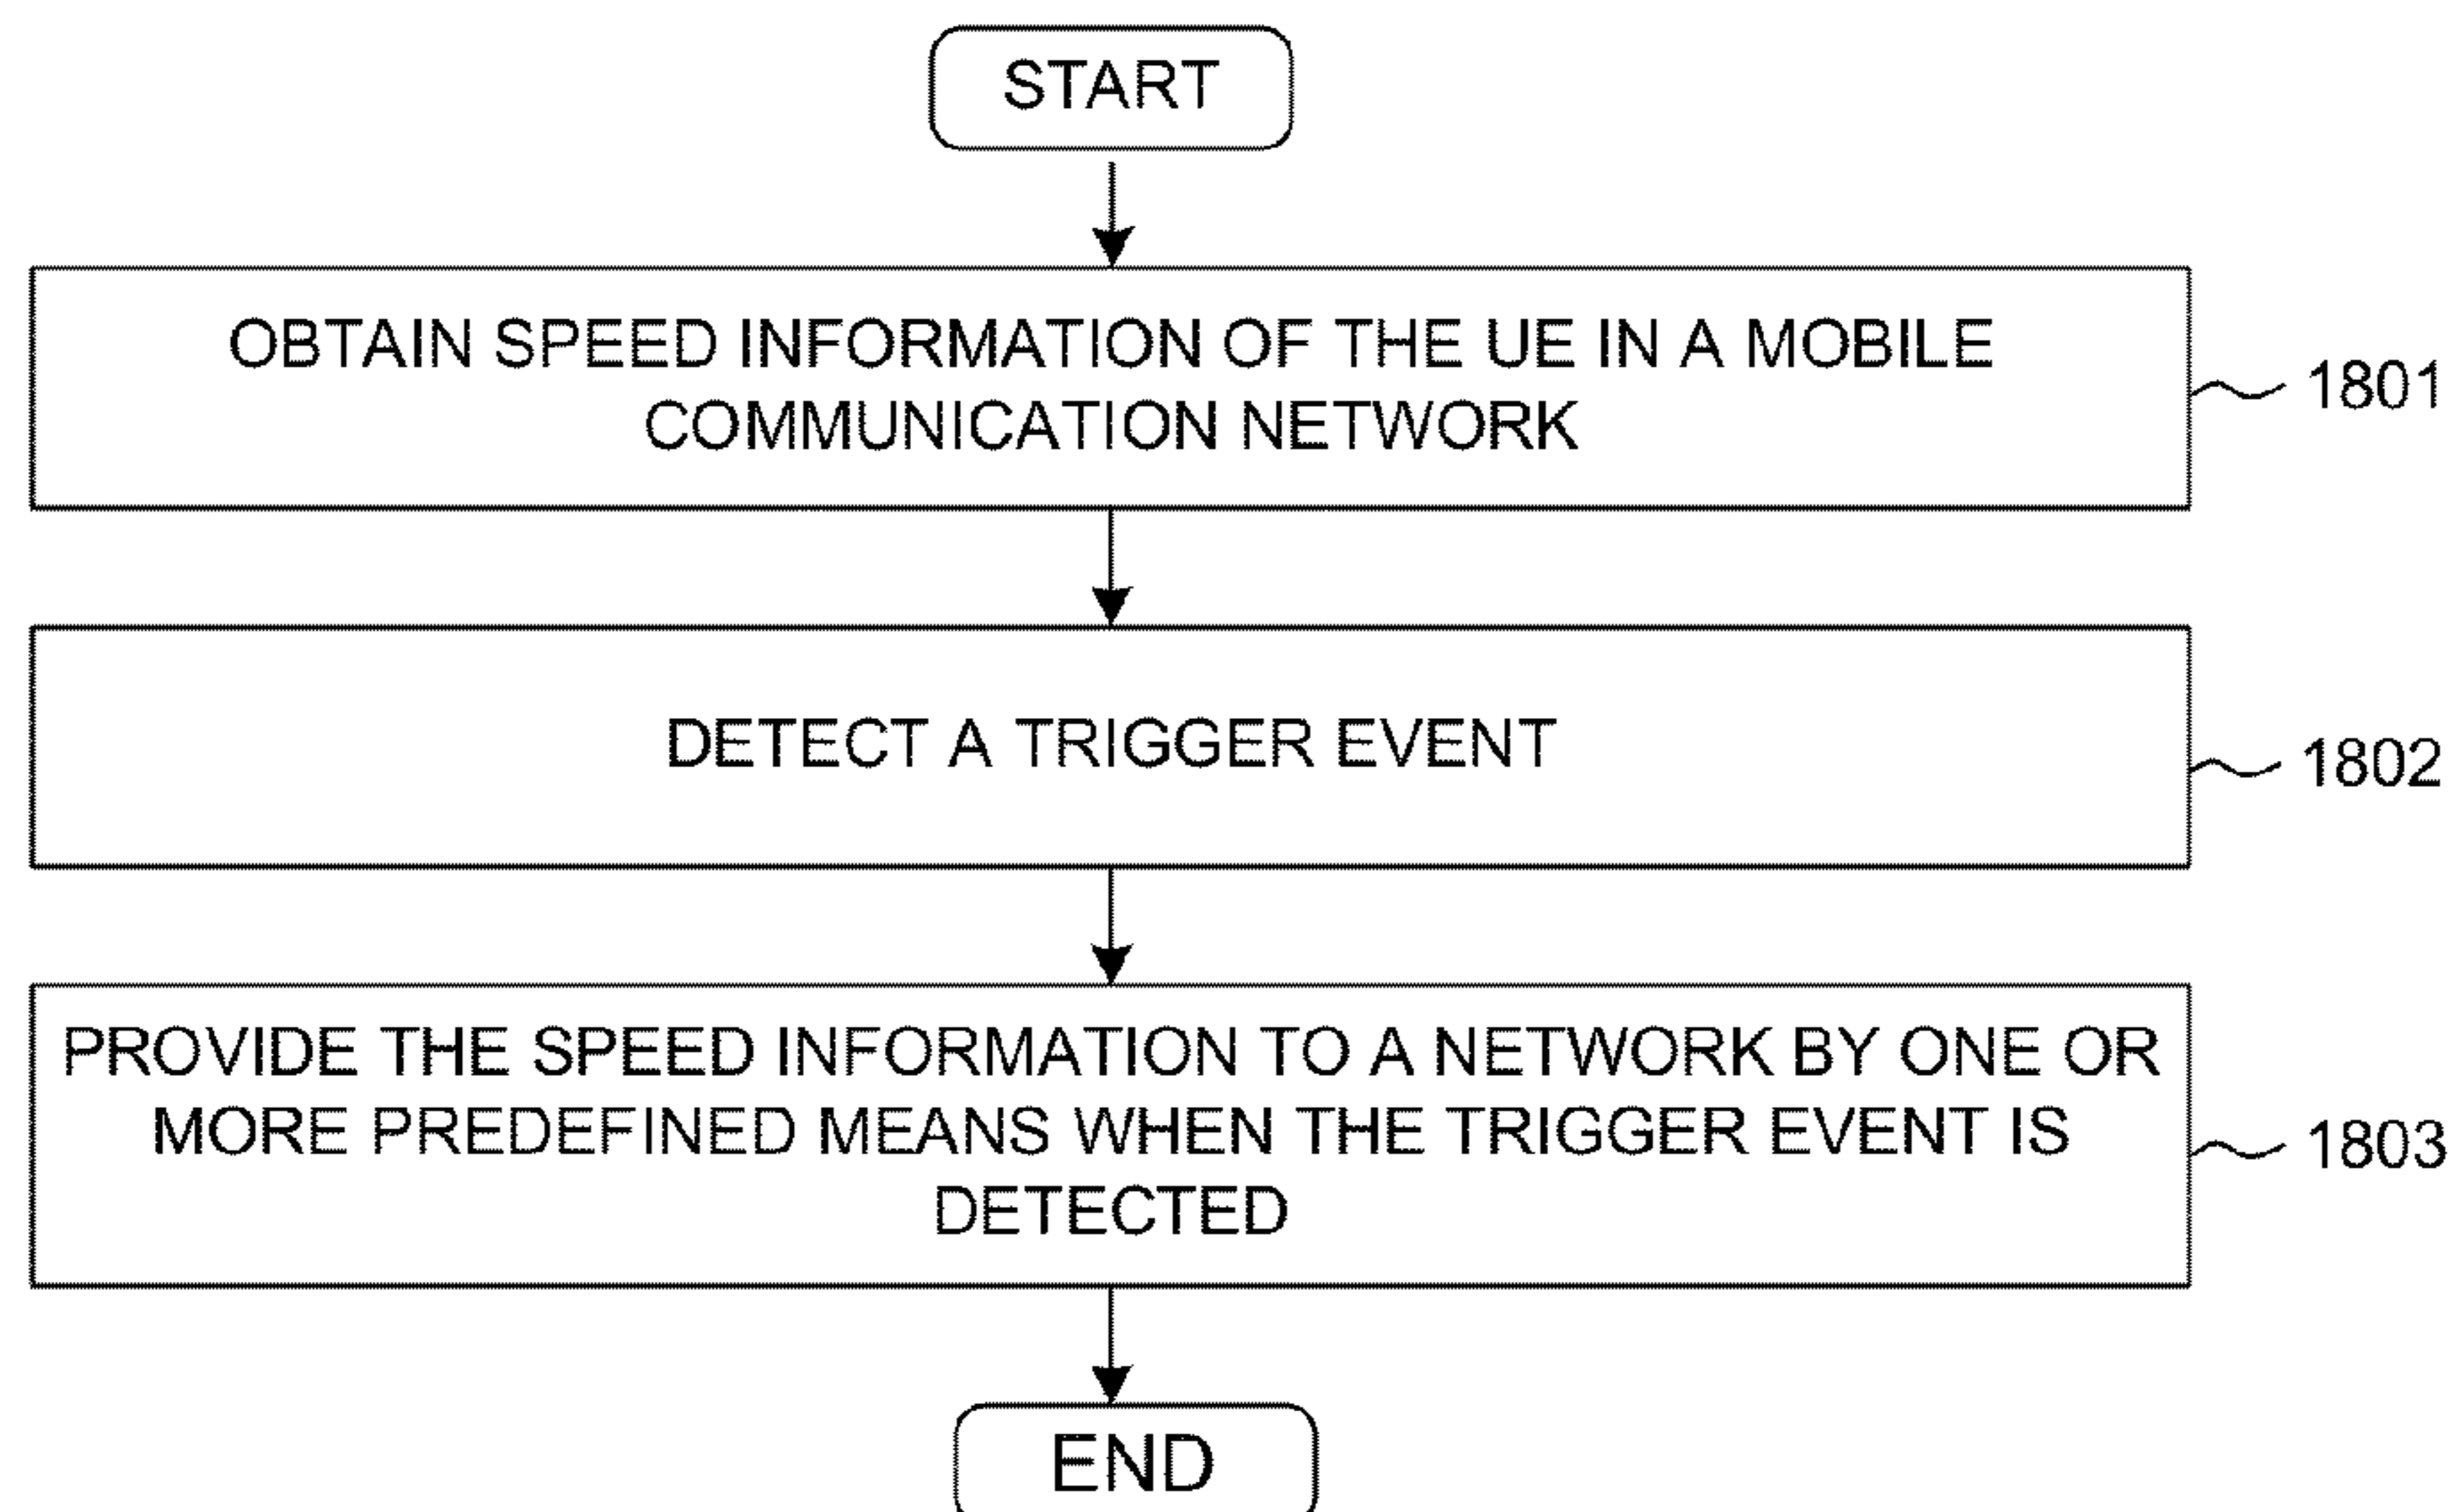 START
OBTAIN SPEED INFORMATION OF THE UE IN A MOBILE
COMMUNICATION NETWORK
1801
DETECT A TRIGGER EVENT
1802
PROVIDE THE SPEED INFORMATION TO A NETWORK BY ONE OR
MORE PREDEFINED MEANS WHEN THE TRIGGER EVENT IS
DETECTED
1803
END